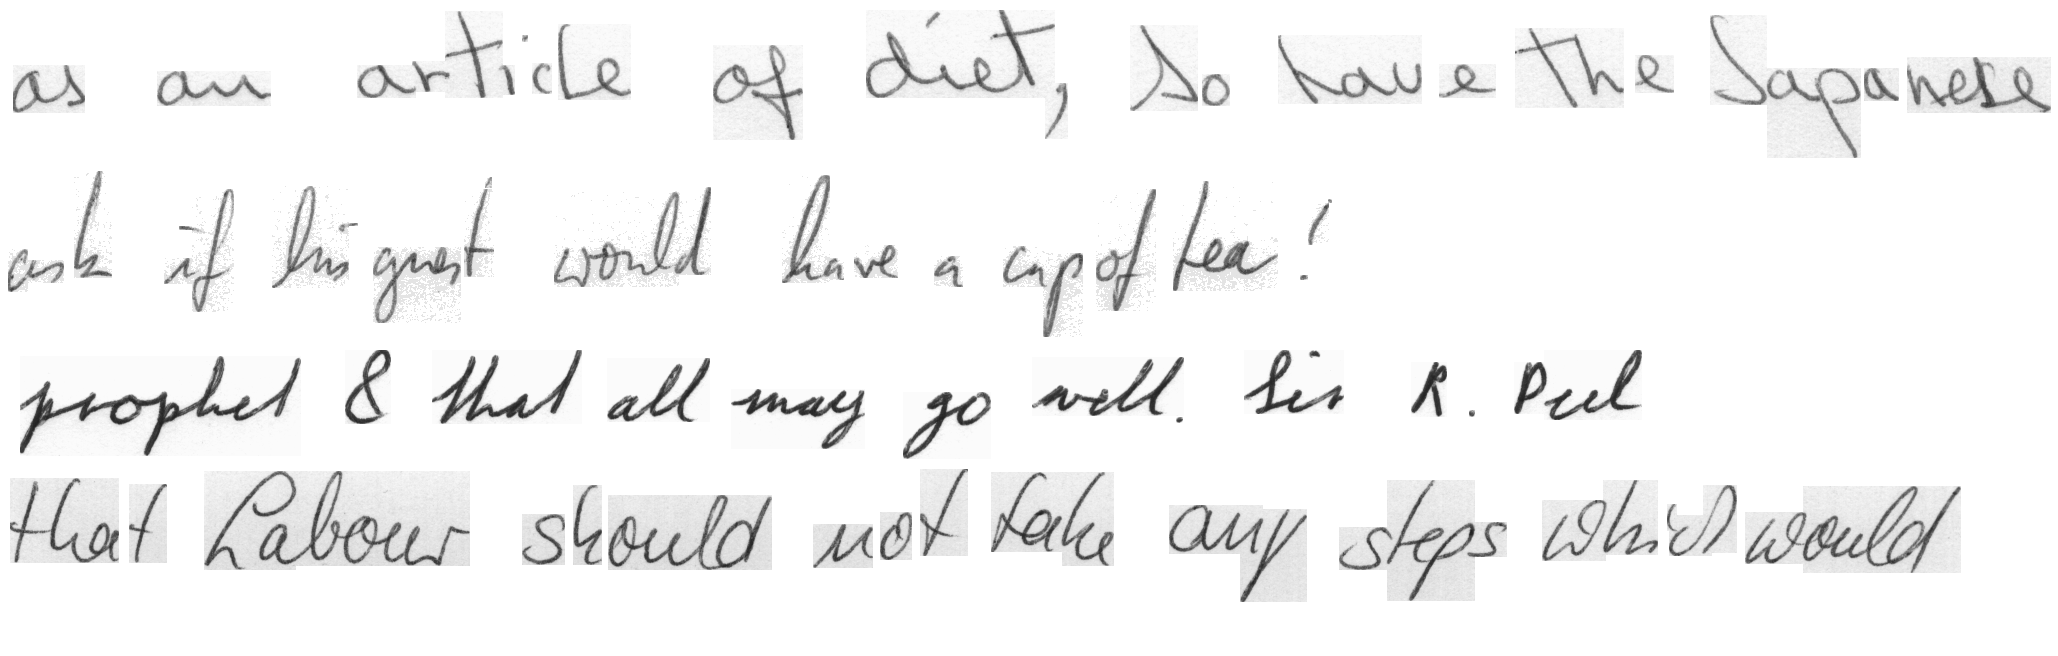 as an article of diet, so have the Japanese
ask if his guest would have a cup of tea!
prophet & that all may go well. Sir R. Peel
that Labour should not take any steps which would